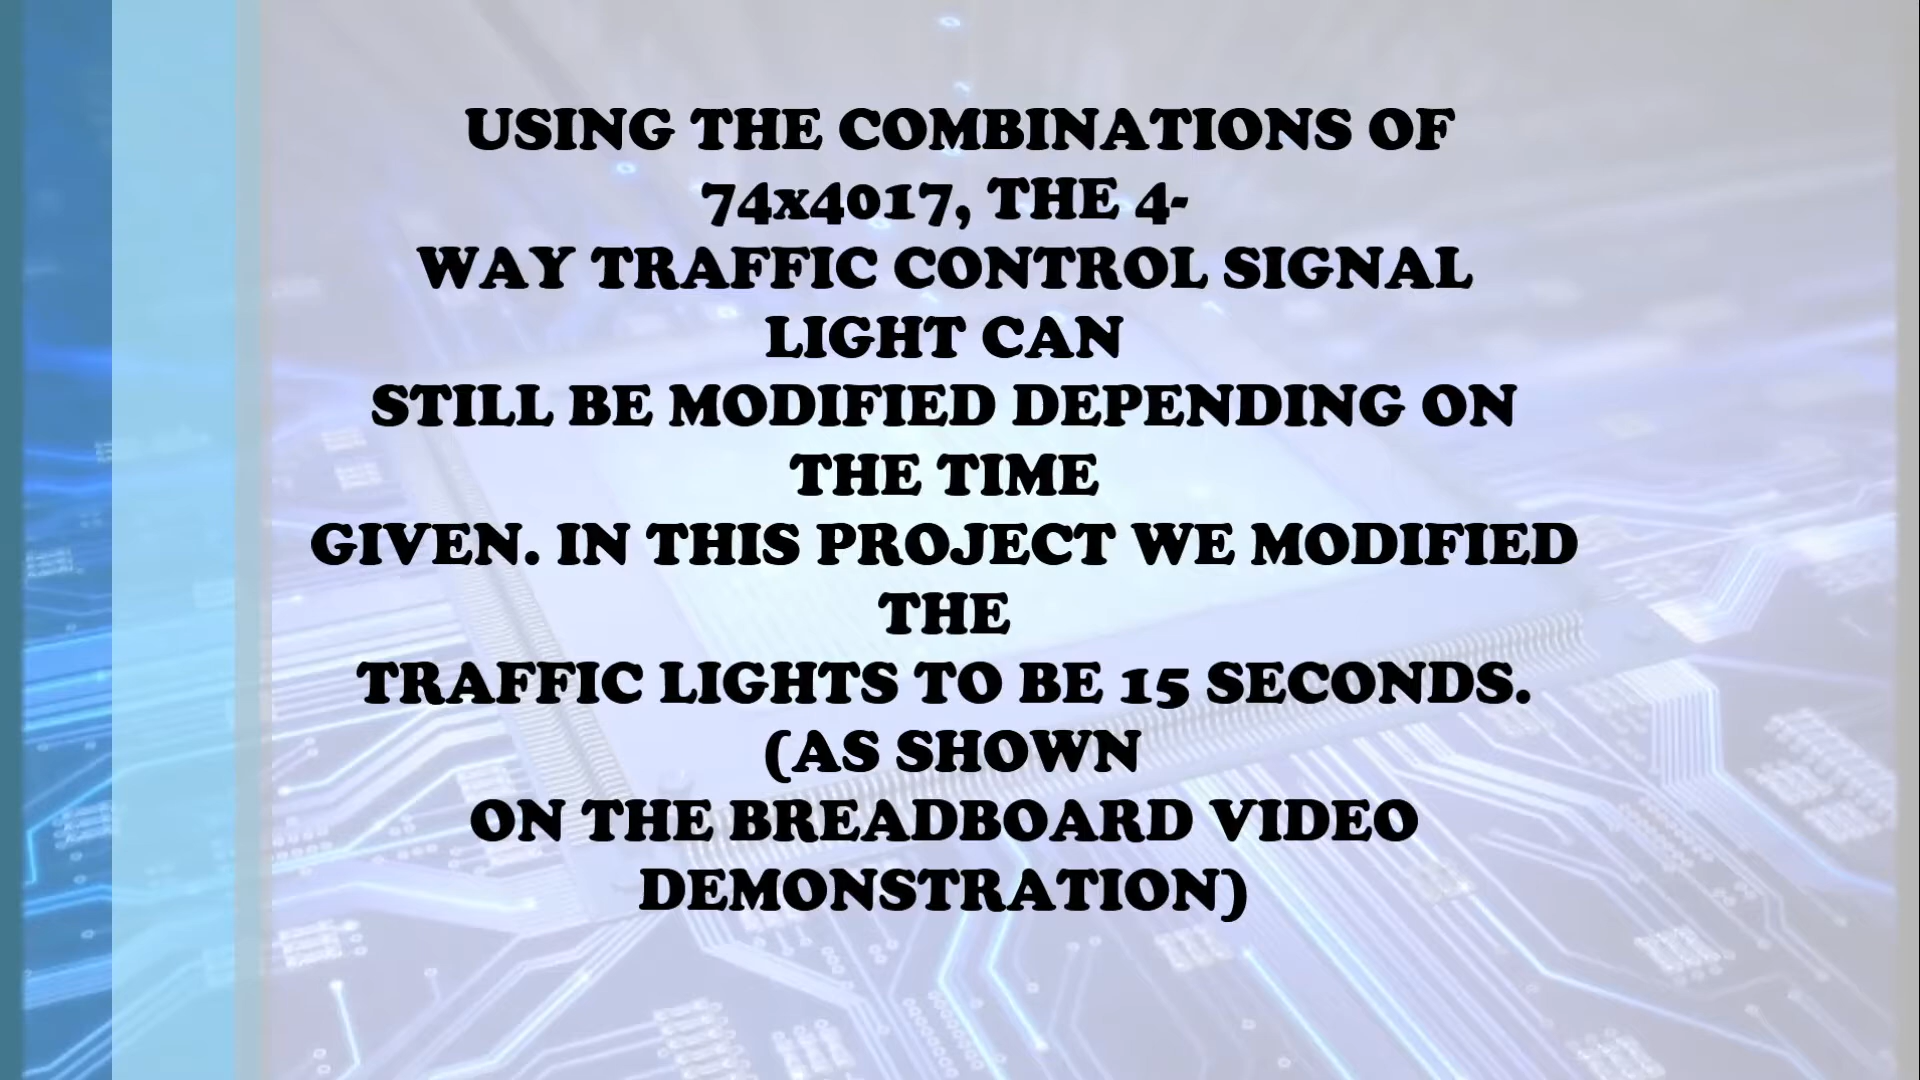 USING THE COMBINATIONS OF
74x4017, THE 4-
WAY TRAFFIC CONTROL SIGNAL
LIGHT CAN
STILL BE MODIFIED DEPENDING ON
THE TIME
GIVEN. IN THIS PROJECT WE MODIFIED
THE
TRAFFIC LIGHTS TO BE 15 SECONDS.
(AS SHOWN
ON THE BREADBOARD VIDEO
DEMONSTRATION)